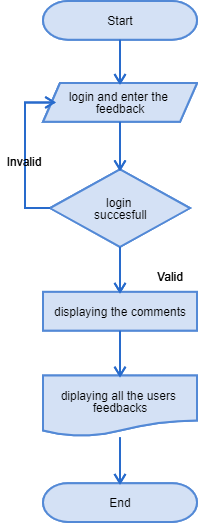 Start
login and enter the
feedback
Invalid
login
succesfull
Valid
displaying the comments
diplaying all the users
feedbacks
End